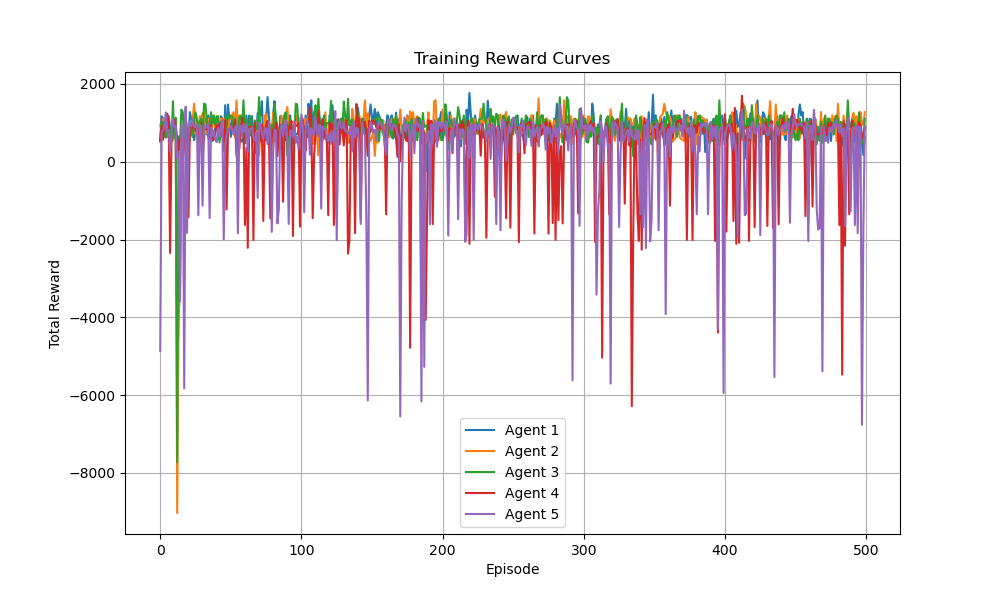 Training Reward Curves
Total Reward
2000
0
−2000
−4000
−6000
−8000
Agent 1
Agent 2
Agent 3
Agent 4
Agent 5
0 100 200 300 400 500
Episode